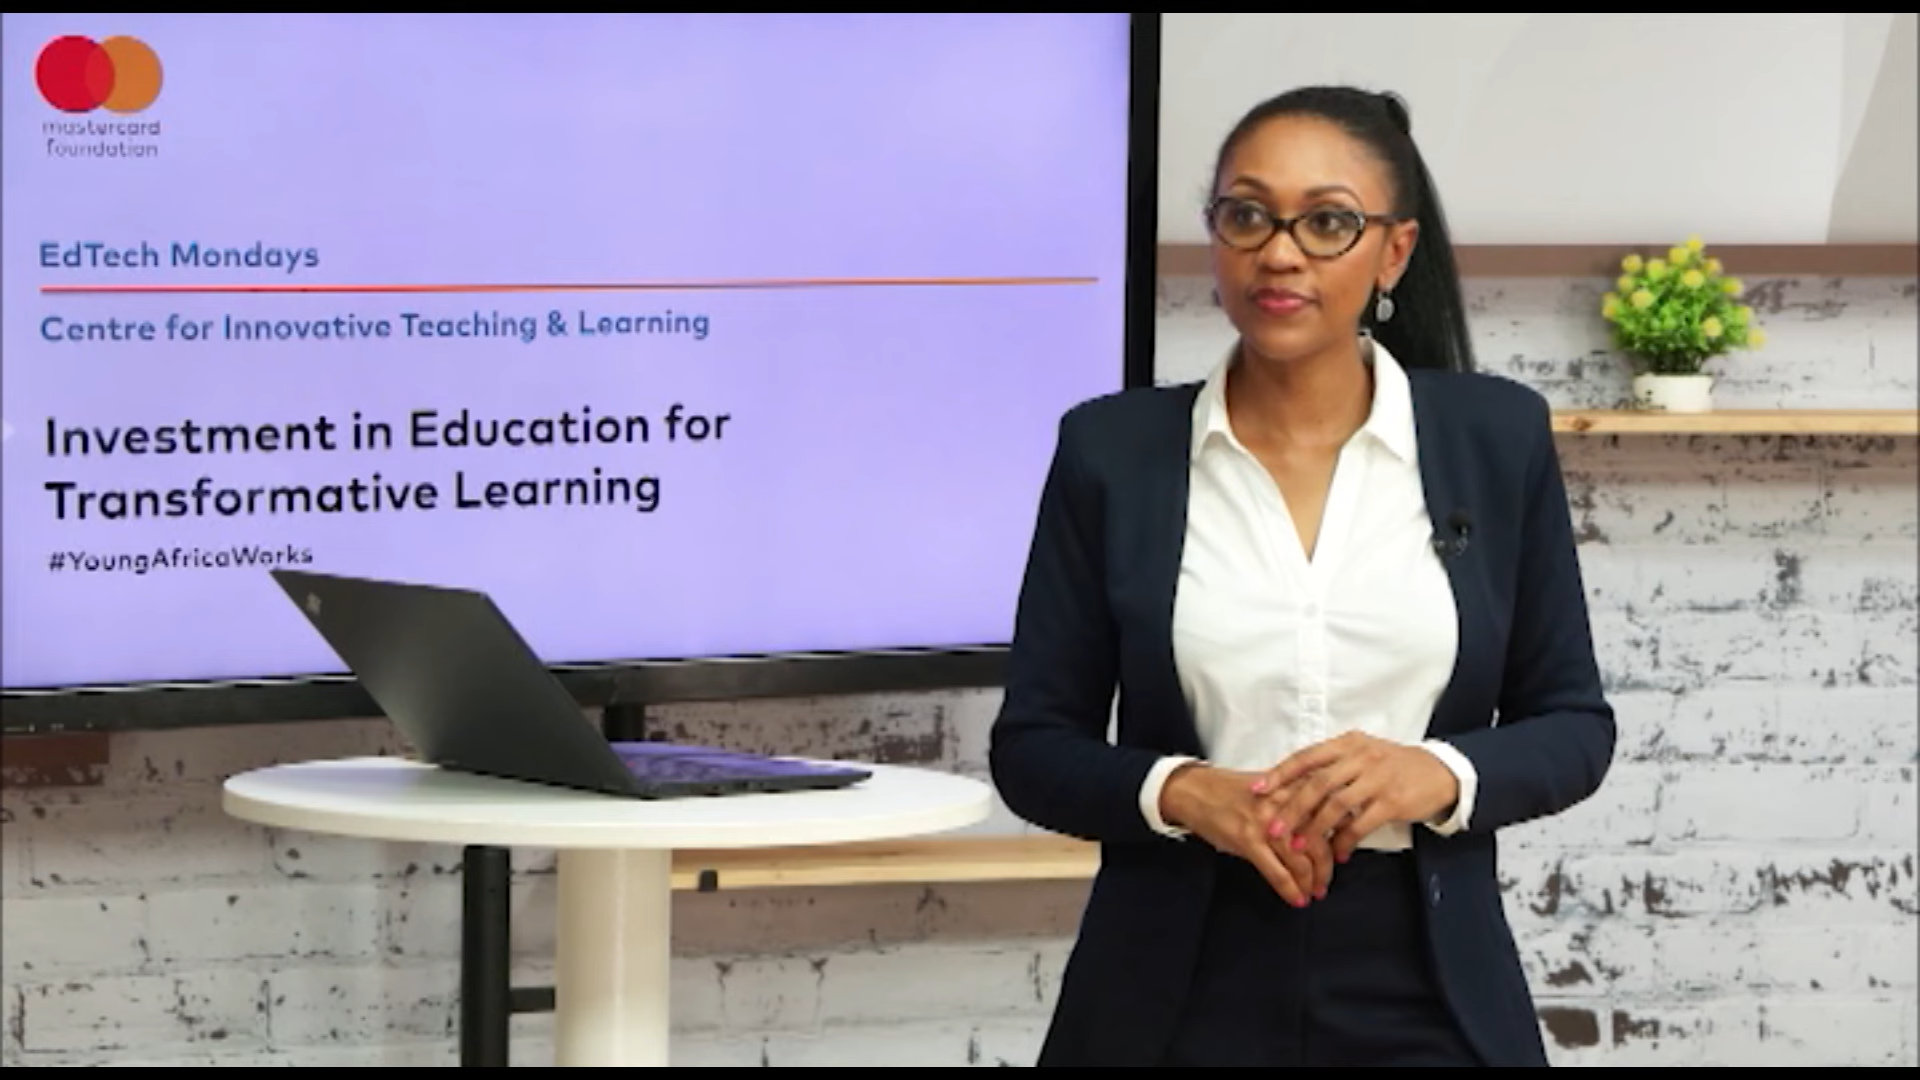 mastercard
foundation
EdTech Mondays
Centre for Innovative Teaching & Learning
Investment in Education for
Transformative Learning
#YoungAfricaWorks